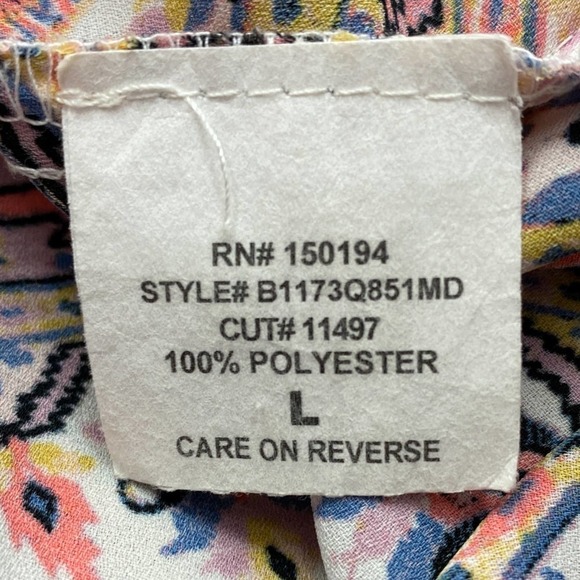 RN# 150194
STYLE# B1173Q851MD
CUT# 11497
100% POLYESTER
L
CARE ON REVERSE